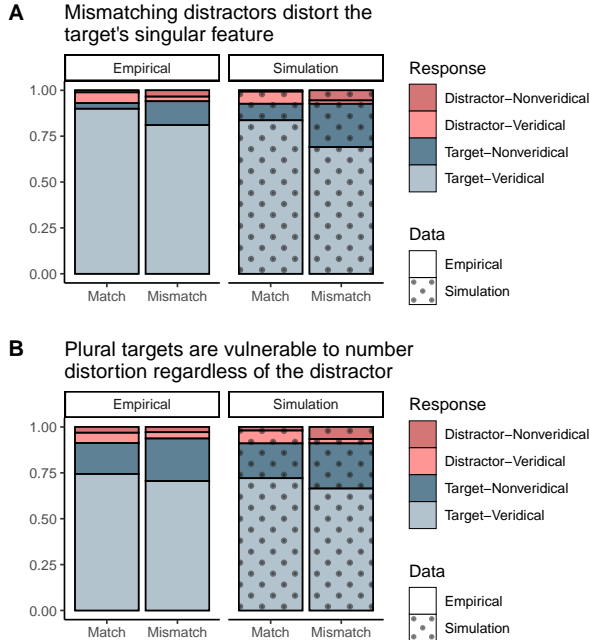 A
Mismatching distractors distort the
target's singular feature
Empirical
Simulation
1.00
0.75
0.50
0.25
0.00
Match
Mismatch
Match
Mismatch
Response
Distractor−Nonveridical
Distractor−Veridical
Target−Nonveridical
Target−Veridical
Data
Empirical
Simulation
B
Plural targets are vulnerable to number
distortion regardless of the distractor
Empirical
Simulation
1.00
0.75
0.50
0.25
0.00
Match
Mismatch
Match
Mismatch
Response
Distractor−Nonveridical
Distractor−Veridical
Target−Nonveridical
Target−Veridical
Data
Empirical
Simulation